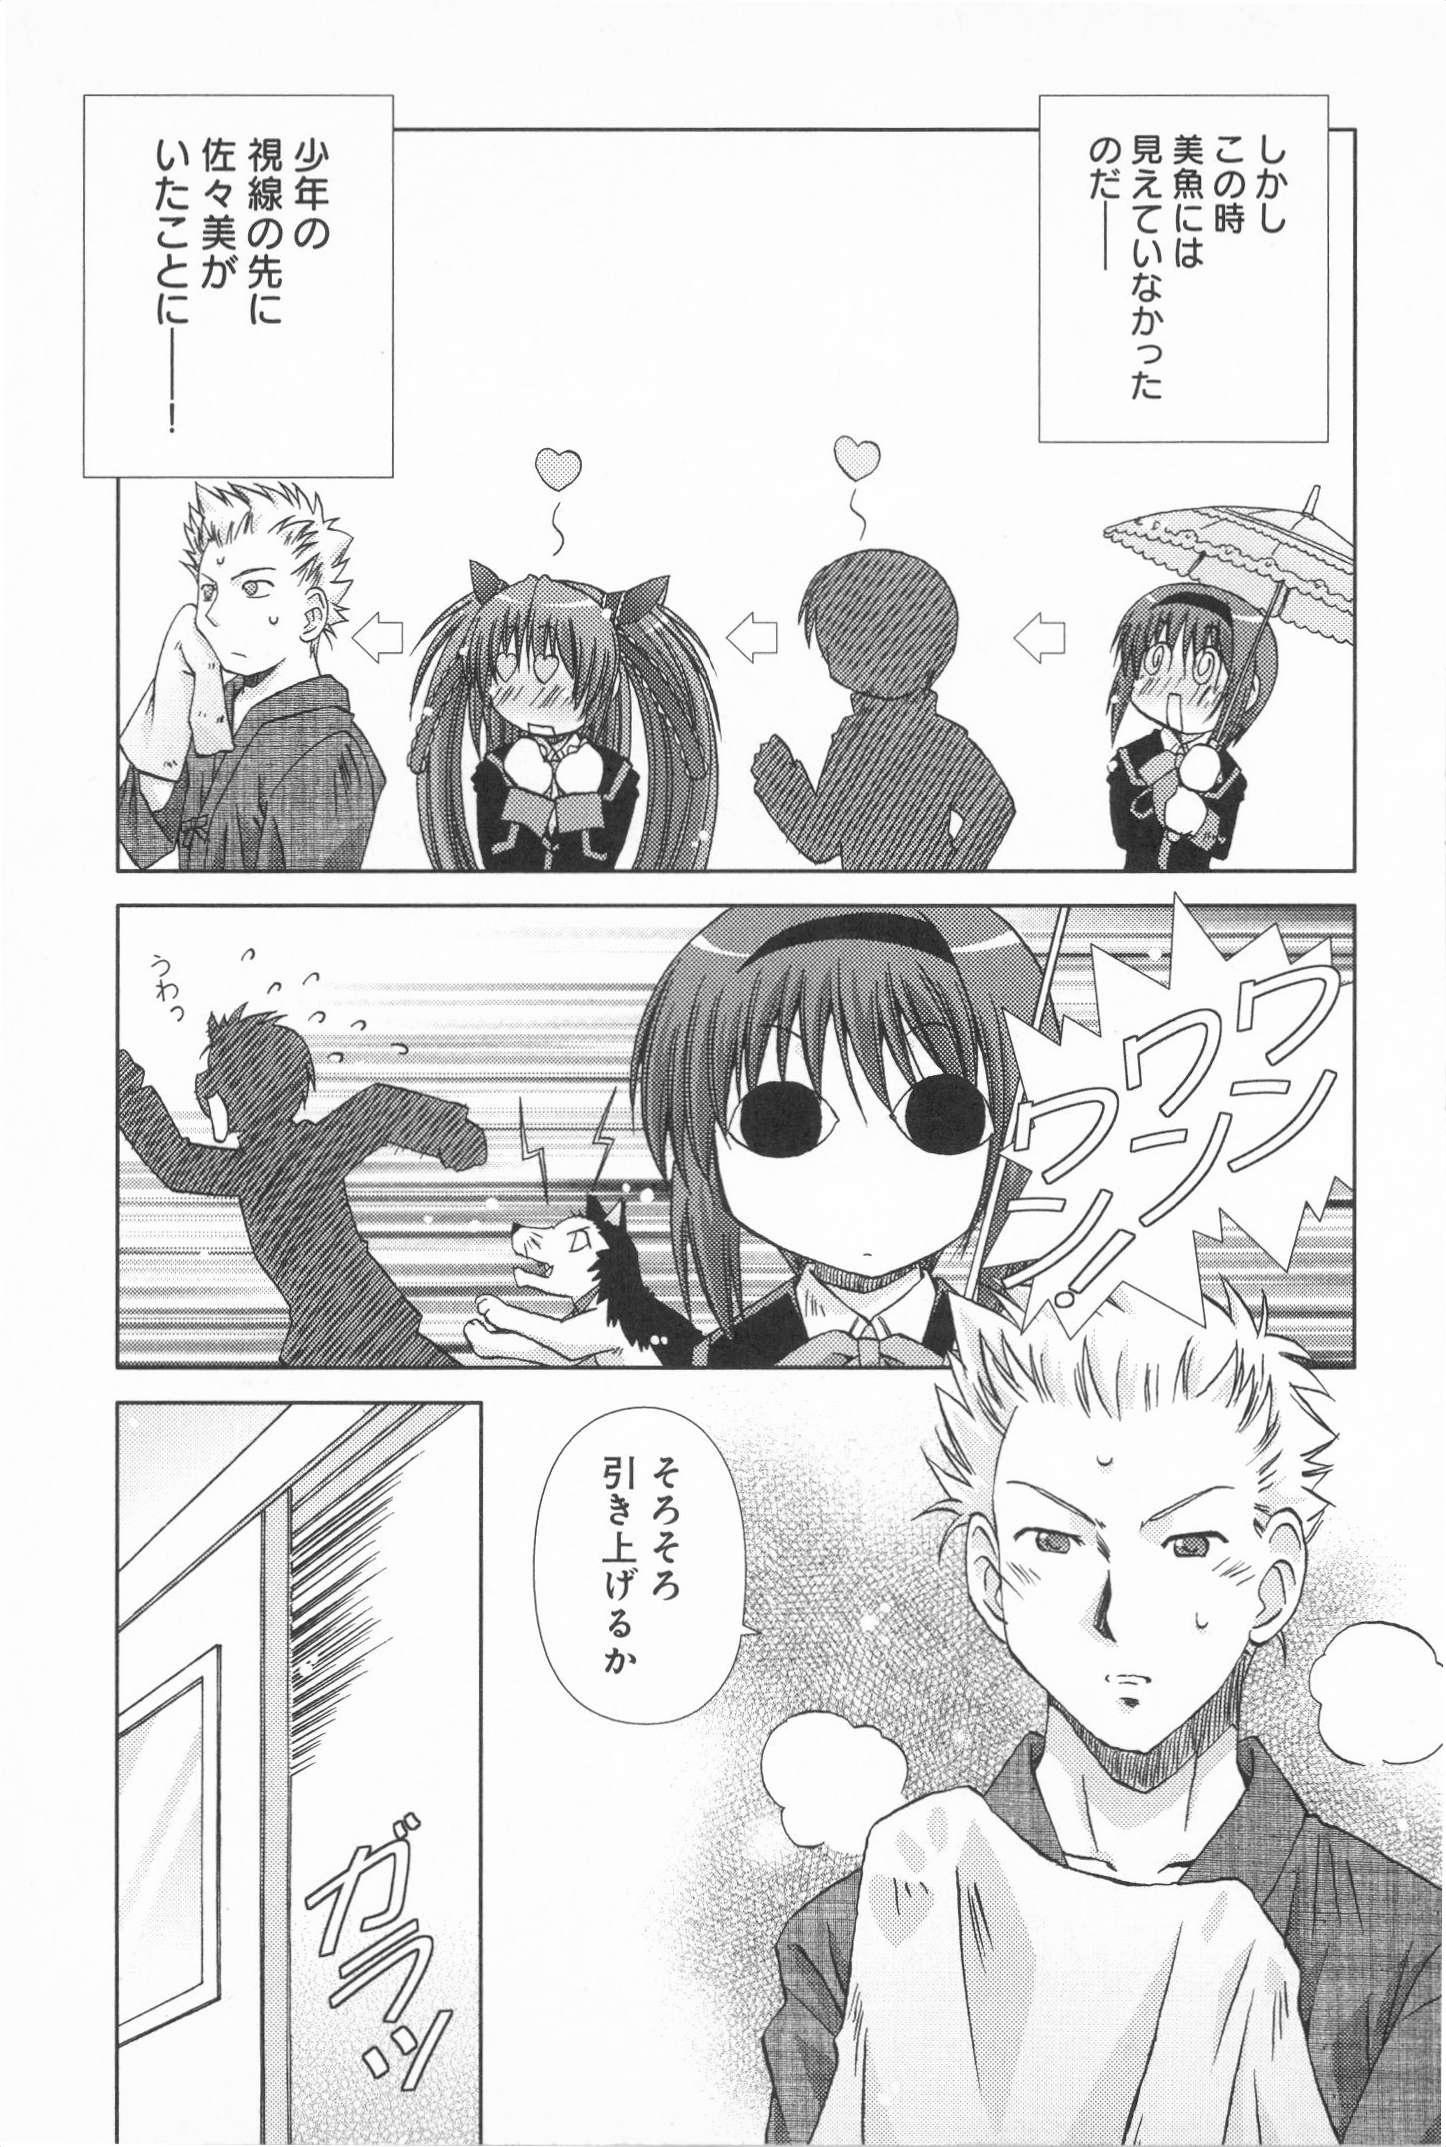 しかし
この時
美魚には
見えていなかった
のだ――
少年の
視線の先に
佐々美が
いたことに――！
ワン
ワン
ワン！
うわっ
そろそろ
引き上げるか
ガラッ